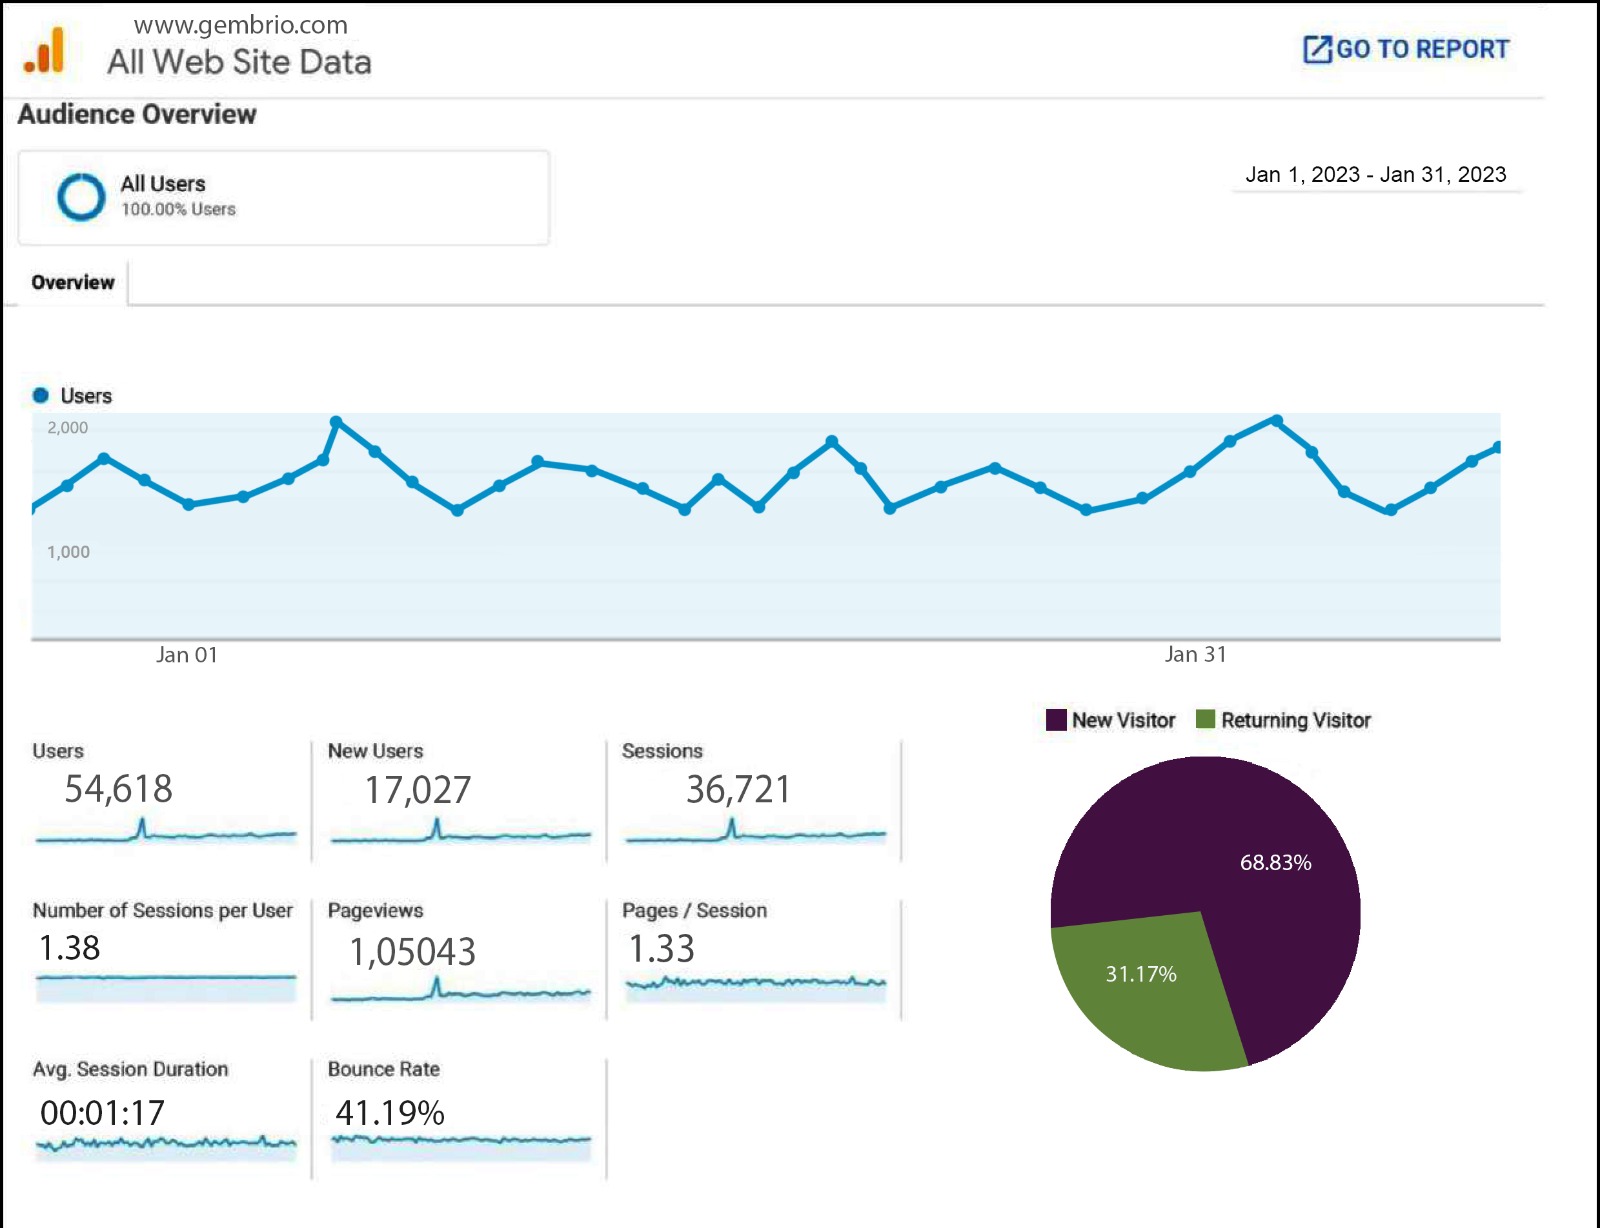 www.gembrio.com
All Web Site Data
GO TO REPORT
Audience Overview
All Users
100.00% Users
Jan 1, 2023 - Jan 31, 2023
Overview
Users
2,000
1,000
Jan 01
Jan 31
New Visitor
Returning Visitor
Users
New Users
Sessions
54,618
17,027
36,721
68.83%
Number of Sessions per User
Pageviews
Pages / Session
1.38
1,05043
1.33
31.17%
Avg. Session Duration
Bounce Rate
00:01:17
41.19%